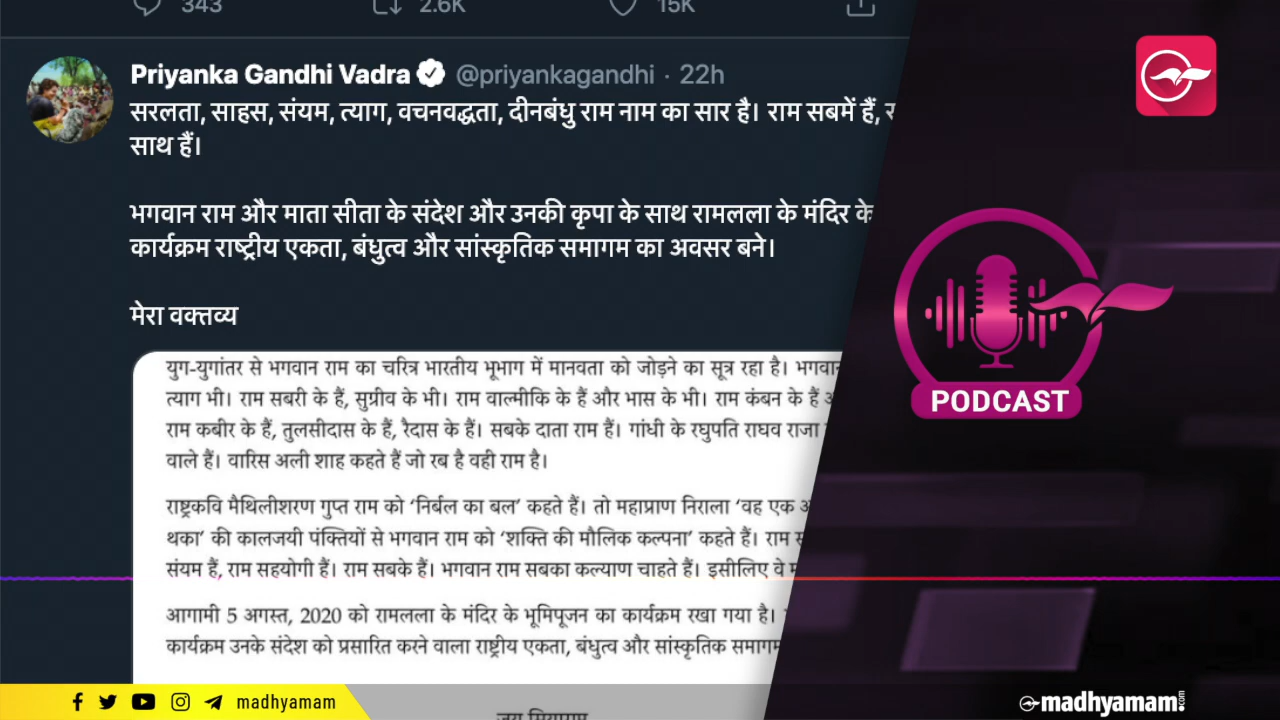 343 2.6K 15K
Priyanka Gandhi Vadra @priyankagandhi · 22h
सरलता, साहस, संयम, त्याग, वचनवद्धता, दीनबंधु राम नाम का सार है। राम सबमें हैं,
साथ हैं।
भगवान राम और माता सीता के संदेश और उनकी कृपा के साथ रामलला के मंदिर के
कार्यक्रम राष्ट्रीय एकता, बंधुत्व और सांस्कृतिक समागम का अवसर बने।
मेरा वक्तव्य
युग-युगांतर से भगवान राम का चरित्र भारतीय भूभाग में मानवता को जोड़ने का सूत्र रहा है।
त्याग भी। राम सबरी के हैं, सुग्रीव के भी। राम वाल्मीकि के हैं और भास के भी। राम कंबन के हैं
राम कबीर के हैं, तुलसीदास के हैं, रैदास के हैं। सबके दाता राम हैं। गांधी के रघुपति राघव राजा
वाले हैं। वारिस अली शाह कहते हैं जो रब है वही राम है।
राष्ट्रकवि मैथिलीशरण गुप्त राम को ‘निर्बल का बल’ कहते हैं। तो महाप्राण निराला ‘वह एक
थका’ की कालजयी पंक्तियों से भगवान राम को ‘शक्ति की मौलिक कल्पना’ कहते हैं। राम
संयम हैं, राम सहयोगी हैं। राम सबके हैं। भगवान राम सबका कल्याण चाहते हैं। इसीलिए वे
आगामी 5 अगस्त, 2020 को रामलला के मंदिर के भूमिपूजन का कार्यक्रम रखा गया है।
कार्यक्रम उनके संदेश को प्रसारित करने वाला राष्ट्रीय एकता, बंधुत्व और सांस्कृतिक समागम
PODCAST
madhyamam
madhyamam.com